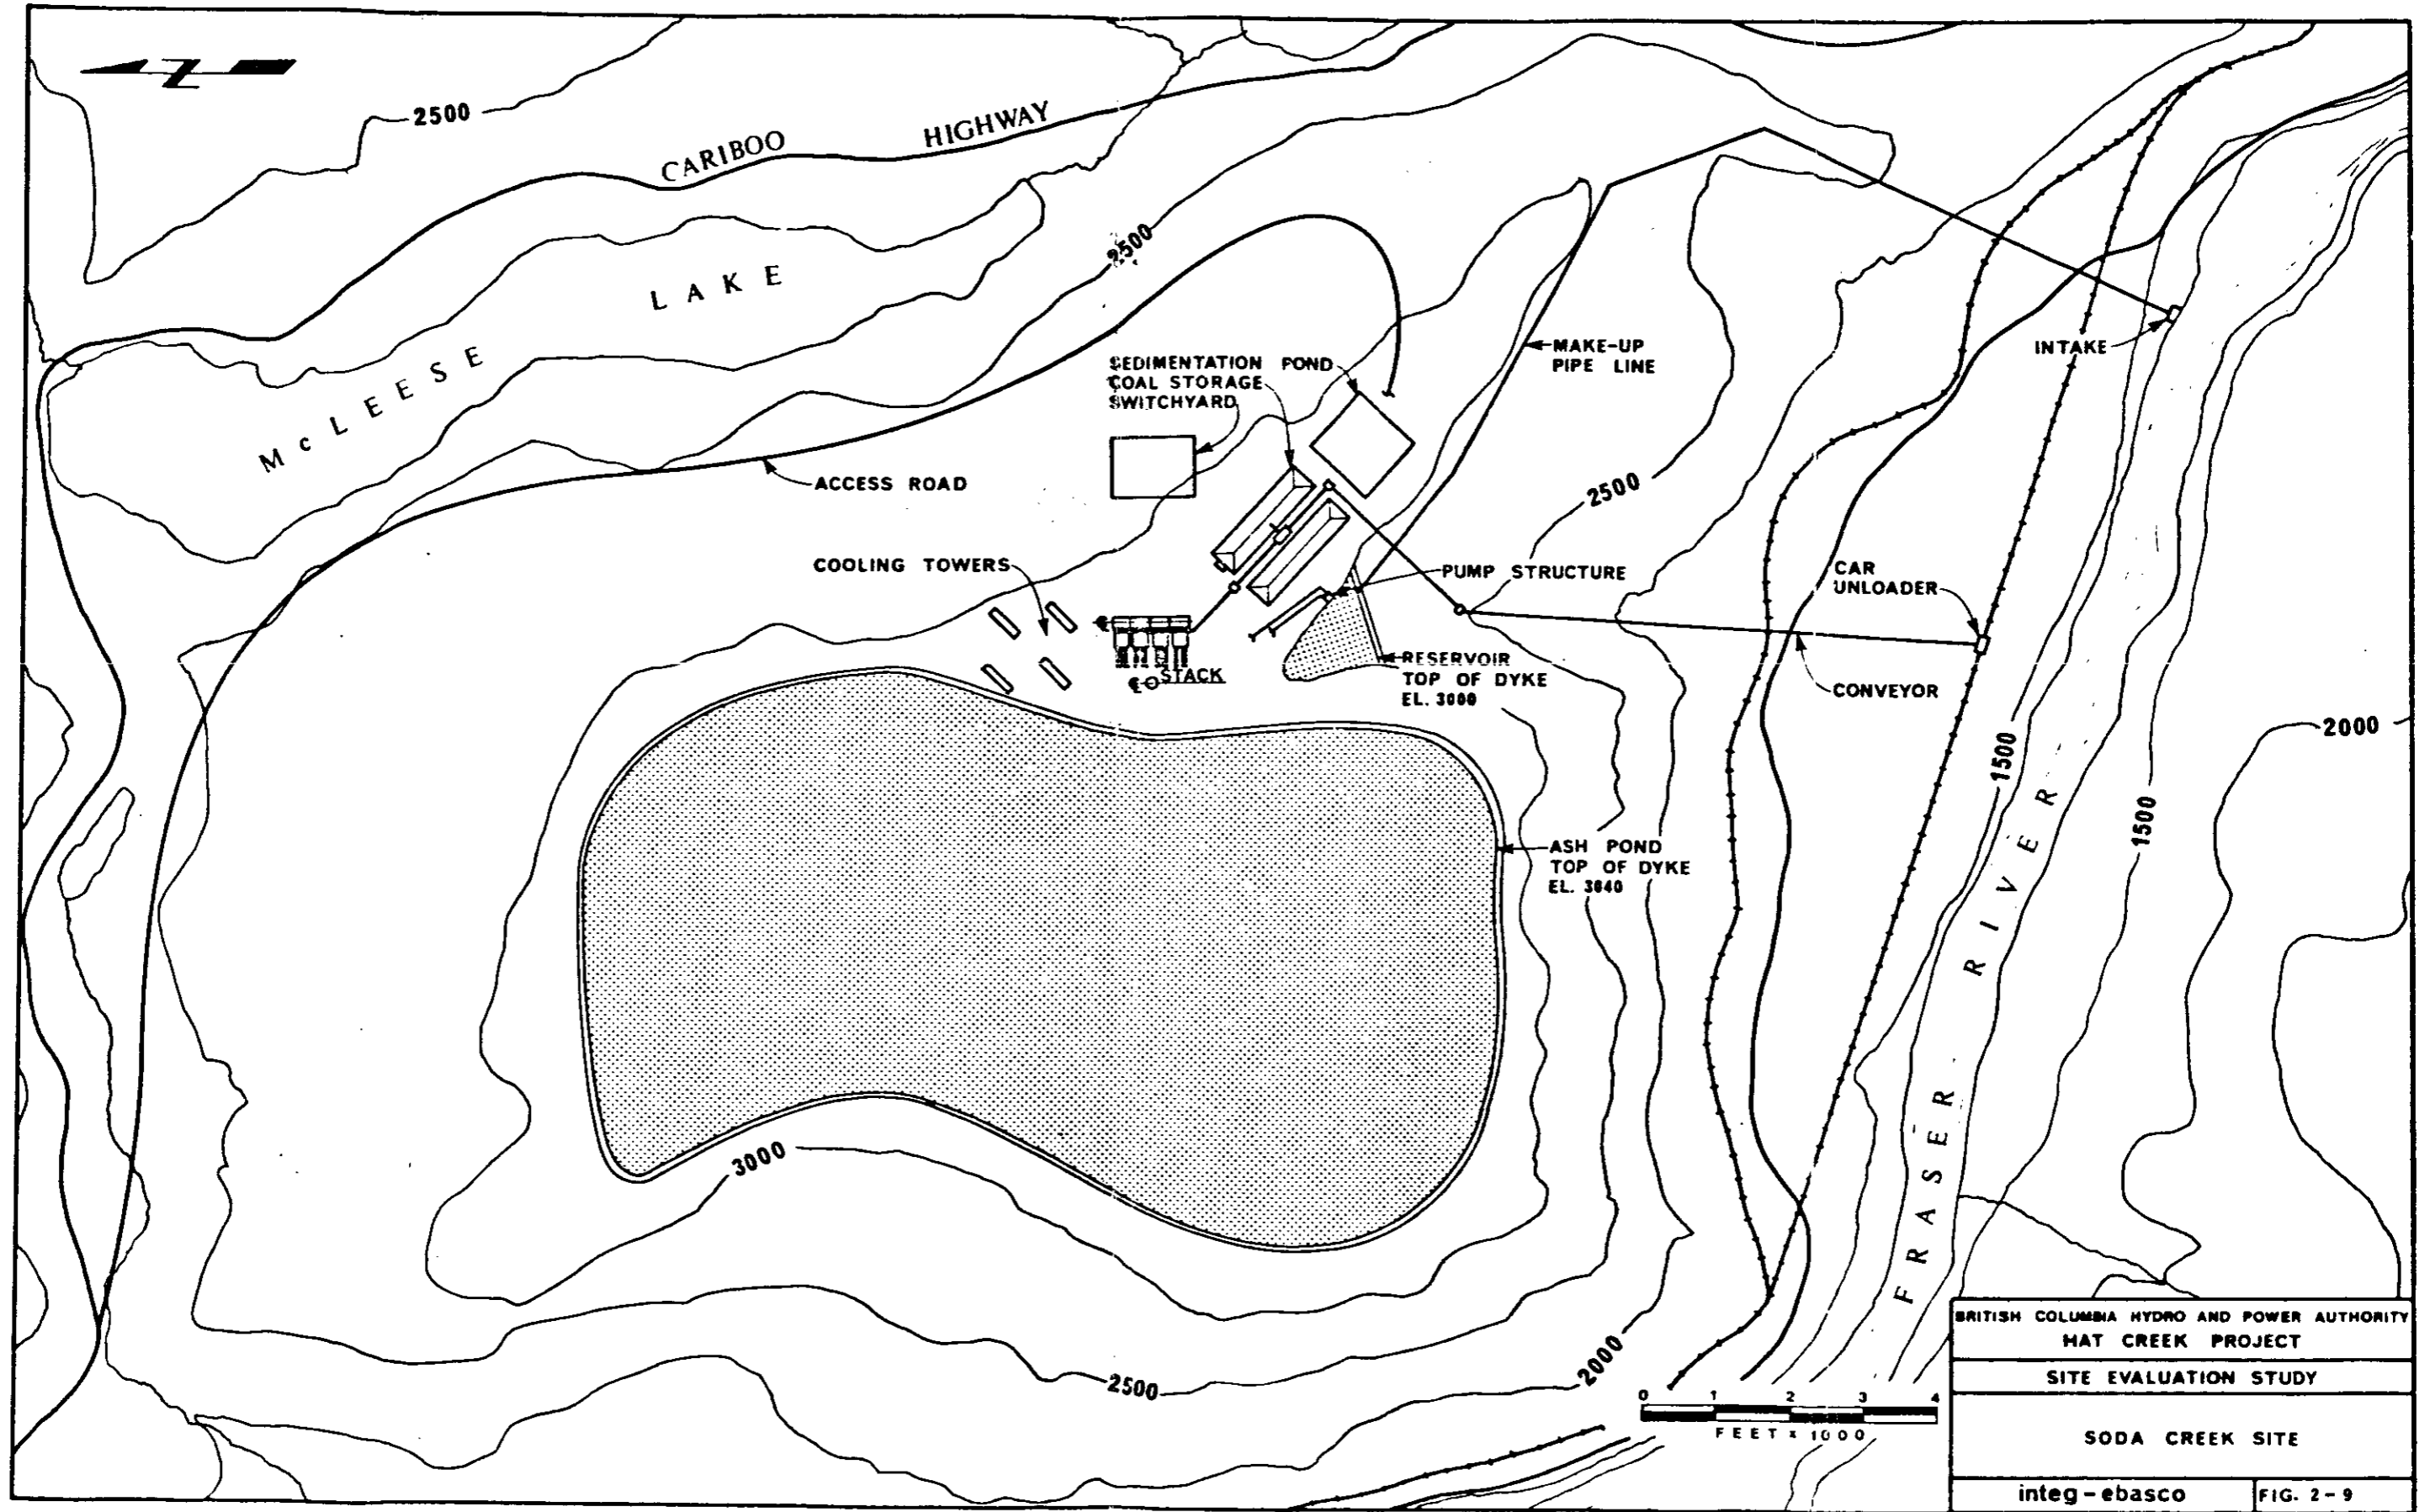 N
2500
CARIBOO HIGHWAY
McLEESE LAKE
2500
SEDIMENTATION POND
COAL STORAGE
SWITCHYARD
MAKE-UP
PIPE LINE
INTAKE
ACCESS ROAD
2500
COOLING TOWERS
PUMP STRUCTURE
CAR
UNLOADER
STACK
RESERVOIR
TOP OF DYKE
EL. 3000
CONVEYOR
2000
1500
1500
ASH POND
TOP OF DYKE
EL. 3040
FRASER RIVER
3000
2500
2000
0 1 2 3 4
FEET x 1000
BRITISH COLUMBIA HYDRO AND POWER AUTHORITY
HAT CREEK PROJECT
SITE EVALUATION STUDY
SODA CREEK SITE
integ-ebasco
FIG. 2-9